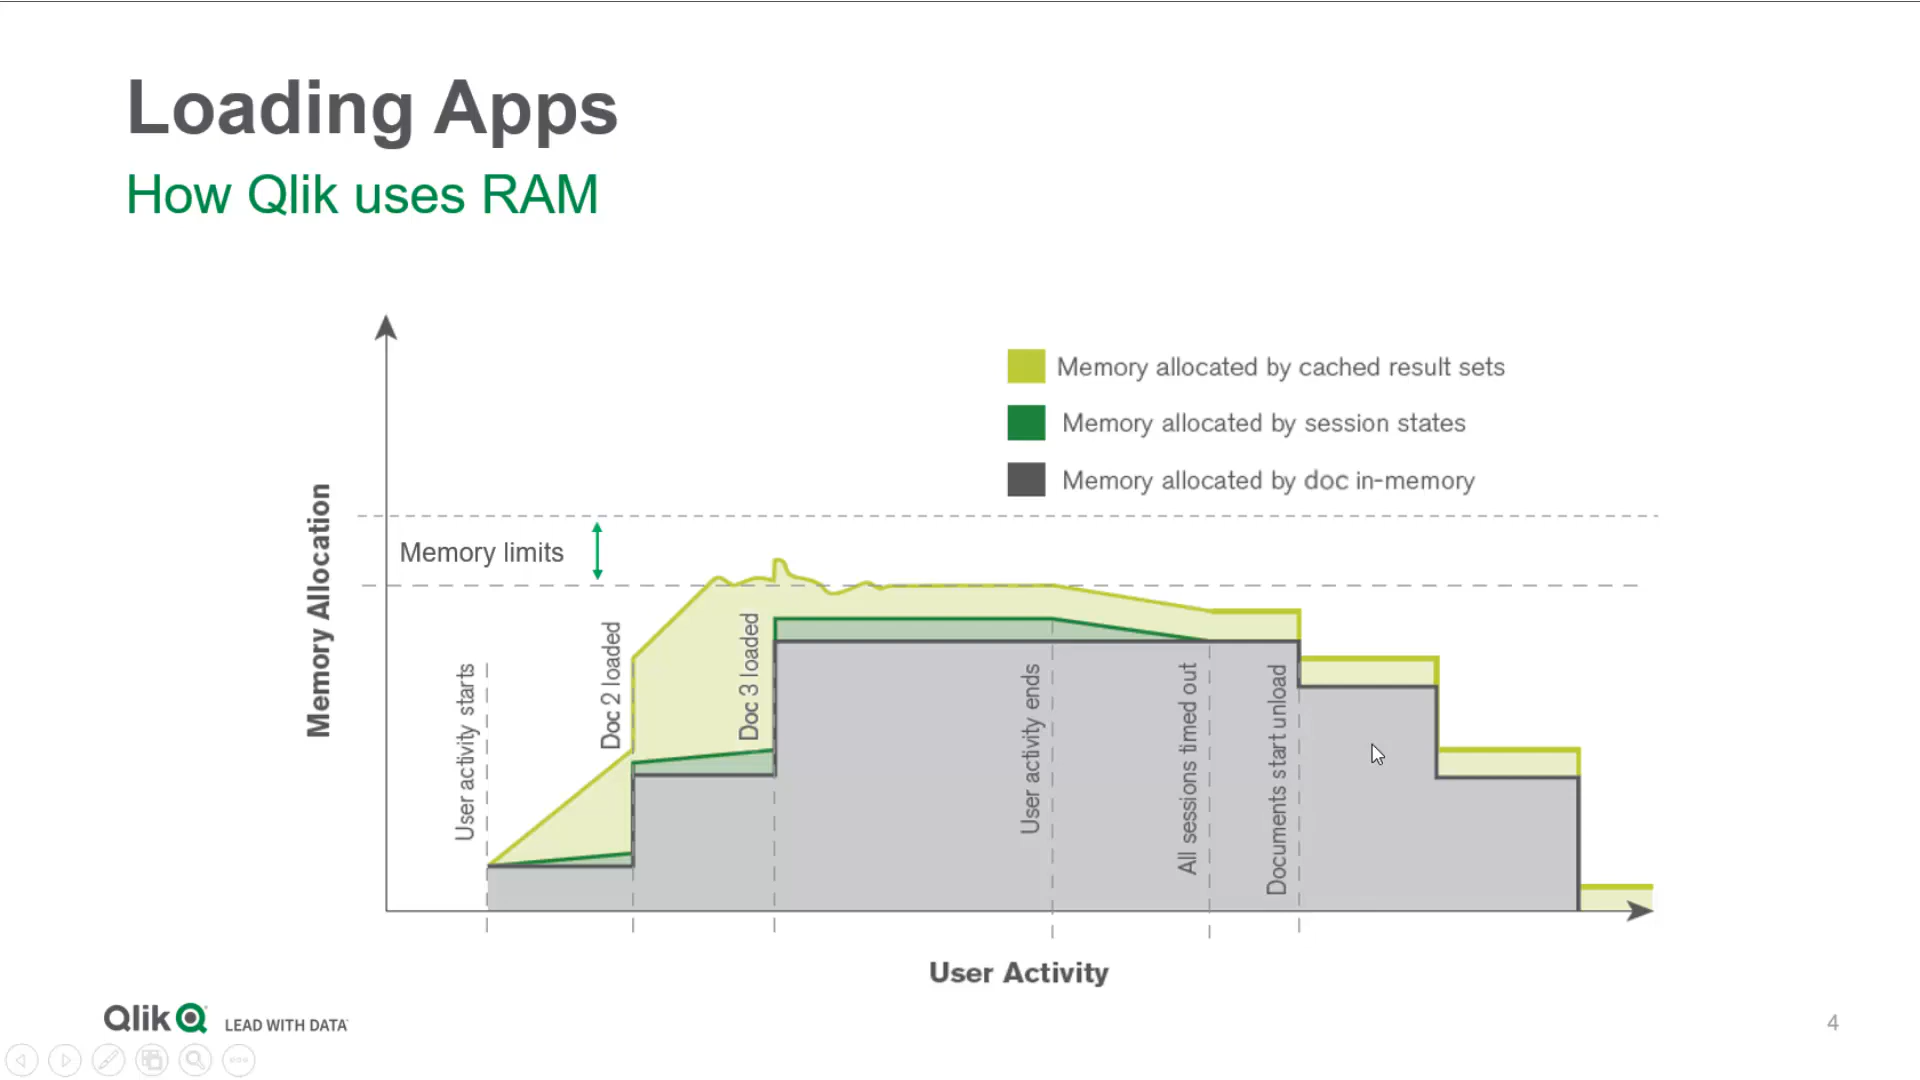 Loading Apps
How Qlik uses RAM
Memory allocated by cached result sets
Memory allocated by session states
Memory allocated by doc in-memory
Memory Allocation
Memory limits
User activity starts
Doc 2 loaded
Doc 3 loaded
User activity ends
All sessions timed out
Documents start unload
User Activity
Qlik LEAD WITH DATA
4